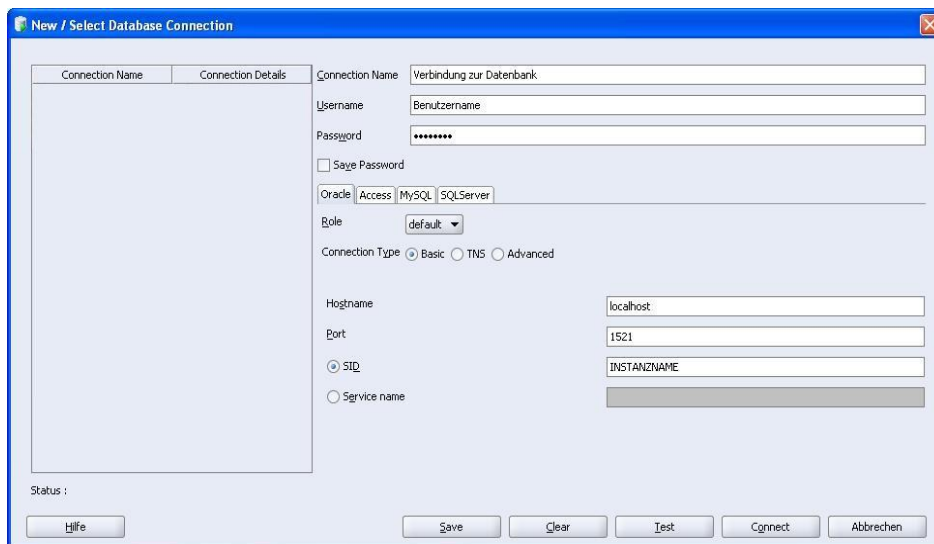 New / Select Database Connection
Connection Name Connection Details
Connection Name Verbindung zur Datenbank
Username Benutzername
Password ••••••••
Save Password
Oracle Access MySQL SQLServer
Role default
Connection Type Basic TNS Advanced
Hostname localhost
Port 1521
SID INSTANZNAME
Service name
Status :
Hilfe Save Clear Test Connect Abbrechen